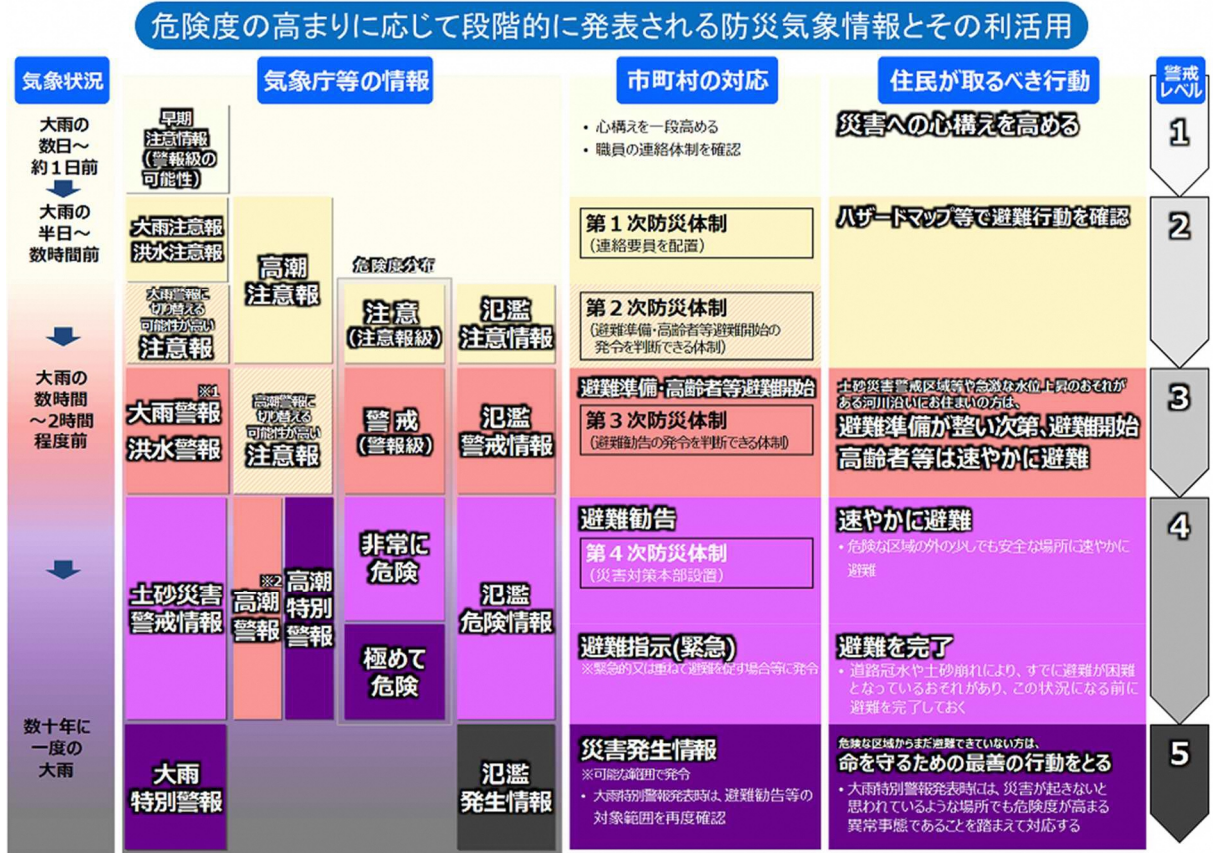 危険度の高まりに応じて段階的に発表される防災気象情報とその利活用
気象状況
気象庁等の情報
市町村の対応
住民が取るべき行動
警戒
レベル
大雨の
数日～
約1日前
早期
注意情報
(警報級の
可能性)
・心構えを一段高める
・職員の連絡体制を確認
災害への心構えを高める
1
大雨の
半日～
数時間前
大雨注意報
洪水注意報
高潮
注意報
第１次防災体制
(連絡要員を配置)
ハザードマップ等で避難行動を確認
2
危険度分布
大雨警報に
切り替える
可能性が高い
注意報
注意
(注意報級)
氾濫
注意情報
第２次防災体制
(避難準備・高齢者等避難開始の
発令を判断できる体制)
大雨の
数時間
～2時間
程度前
大雨警報
※1
洪水警報
高潮警報に
切り替える
可能性が高い
注意報
警戒
(警報級)
氾濫
警戒情報
避難準備・高齢者等避難開始
第３次防災体制
(避難勧告の発令を判断できる体制)
土砂災害警戒区域等や急激な水位上昇のおそれが
ある河川沿いにお住まいの方は、
避難準備が整い次第、避難開始
高齢者等は速やかに避難
3
土砂災害
警戒情報
※2
高潮
警報
高潮
特別
警報
非常に
危険
極めて
危険
氾濫
危険情報
避難勧告
第４次防災体制
(災害対策本部設置)
避難指示(緊急)
※緊急的又は重ねて避難を促す場合等に発令
速やかに避難
・危険な区域の外の少しでも安全な場所に速やかに
避難
避難を完了
・道路冠水や土砂崩れにより、すでに避難が困難
となっているおそれがあり、この状況になる前に
避難を完了しておく
4
数十年に
一度の
大雨
大雨
特別警報
氾濫
発生情報
災害発生情報
※可能な範囲で発令
・大雨特別警報発表時は、避難勧告等の
対象範囲を再度確認
危険な区域からまだ避難できていない方は、
命を守るための最善の行動をとる
・大雨特別警報発表時には、災害が起きないと
思われているような場所でも危険度が高まる
異常事態であることを踏まえて対応する
5